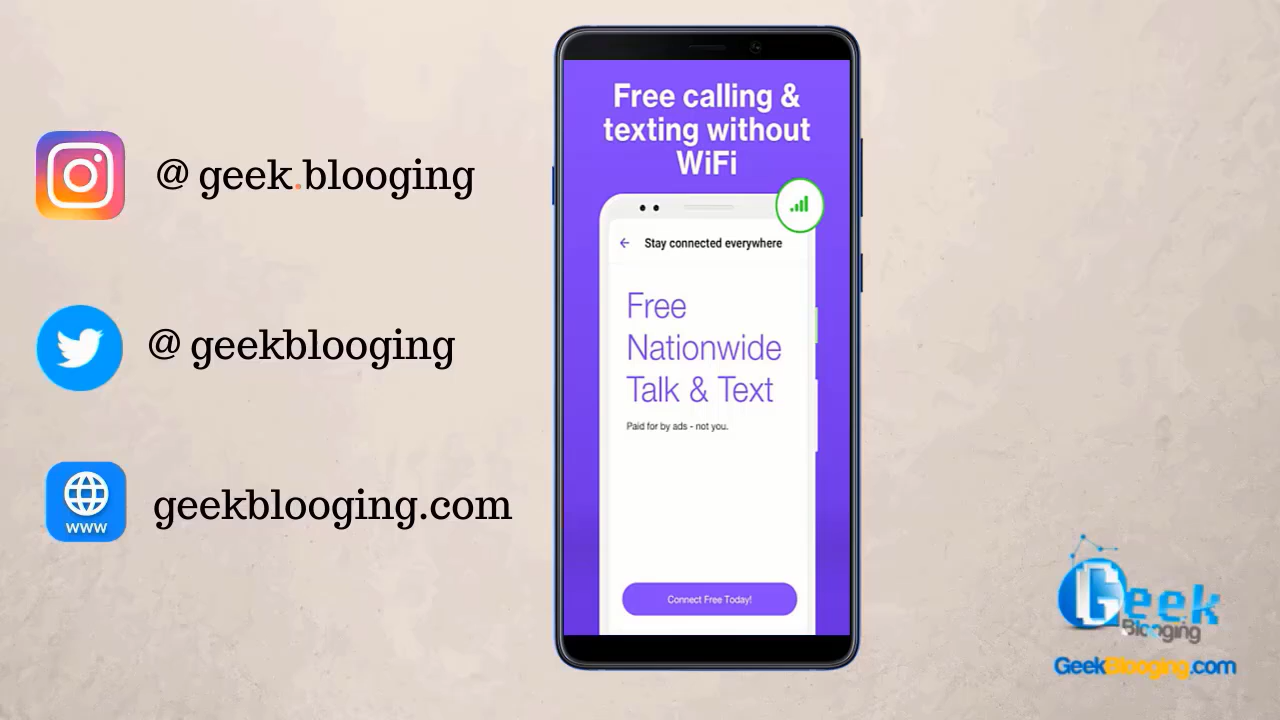 @ geek.blooging
@ geekblooging
www
geekblooging.com
Free calling &
texting without
WiFi
Stay connected everywhere
Free
Nationwide
Talk & Text
Paid for by ads - not you.
Connect Free Today!
Geek
Blooging
GeekBlooging.com